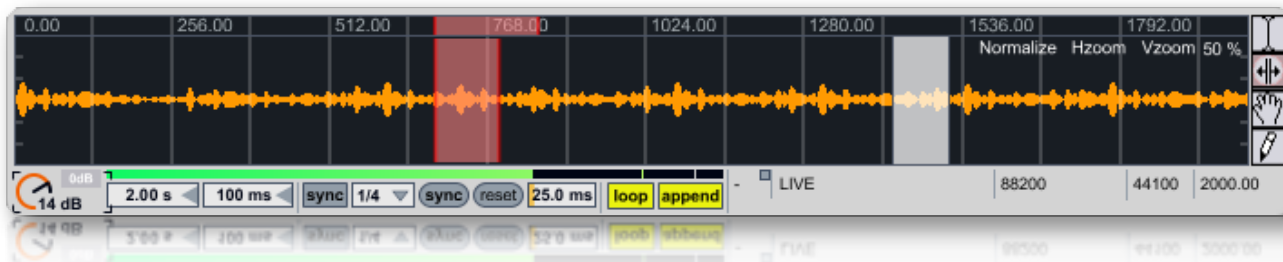 0.00 256.00 512.00 768.00 1024.00 1280.00 1536.00 1792.00
Normalize Hzoom Vzoom 50 %
0dB
14 dB
2.00 s 100 ms sync 1/4 sync reset 25.0 ms loop append - LIVE 88200 44100 2000.00